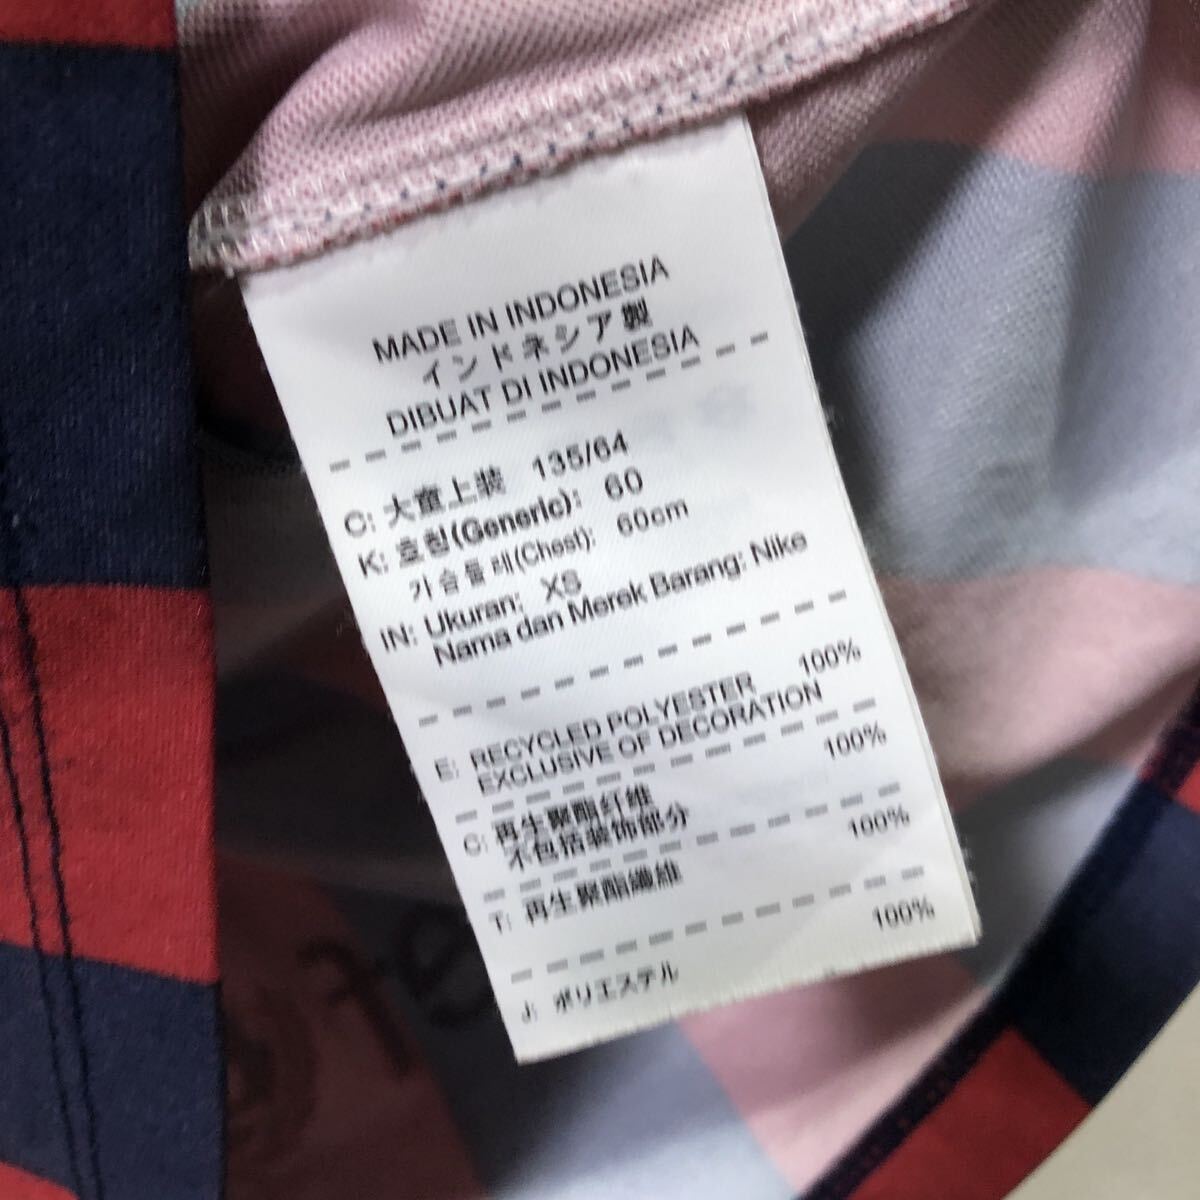 MADE IN INDONESIA
インドネシア製
DIBUAT DI INDONESIA
C: 大童上装 135/64
K: 호칭(Generic): 60
가슴둘레(Chest): 60cm
IN: Ukuran: XS
Nama dan Merek Barang: Nike
100%
E: RECYCLED POLYESTER
EXCLUSIVE OF DECORATION
100%
C: 再生聚酯纤维
不包括装饰部分
100%
T: 再生聚酯纖維
100%
J: ポリエステル